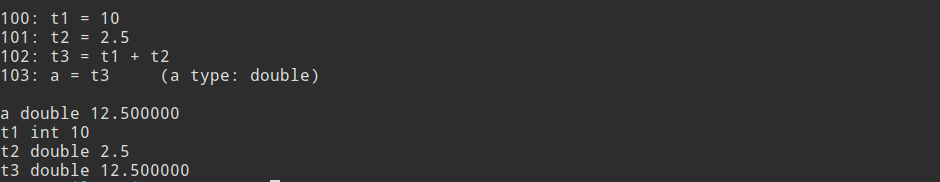 100: t1 = 10
101: t2 = 2.5
102: t3 = t1 + t2
103: a = t3     (a type: double)

a double 12.500000
t1 int 10
t2 double 2.5
t3 double 12.500000